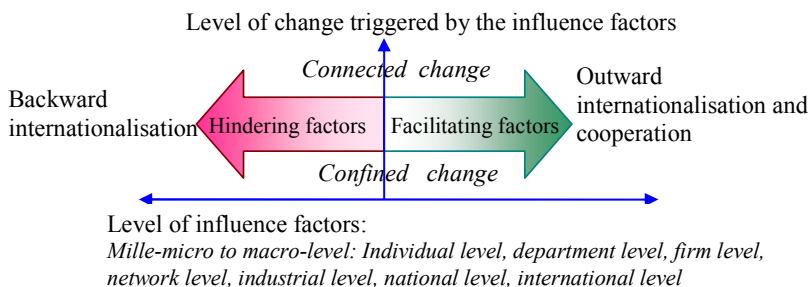 Level of change triggered by the influence factors
Connected change
Backward
internationalisation
Hindering factors
Facilitating factors
Outward
internationalisation and
cooperation
Confined change
Level of influence factors:
Mille-micro to macro-level: Individual level, department level, firm level,
network level, industrial level, national level, international level